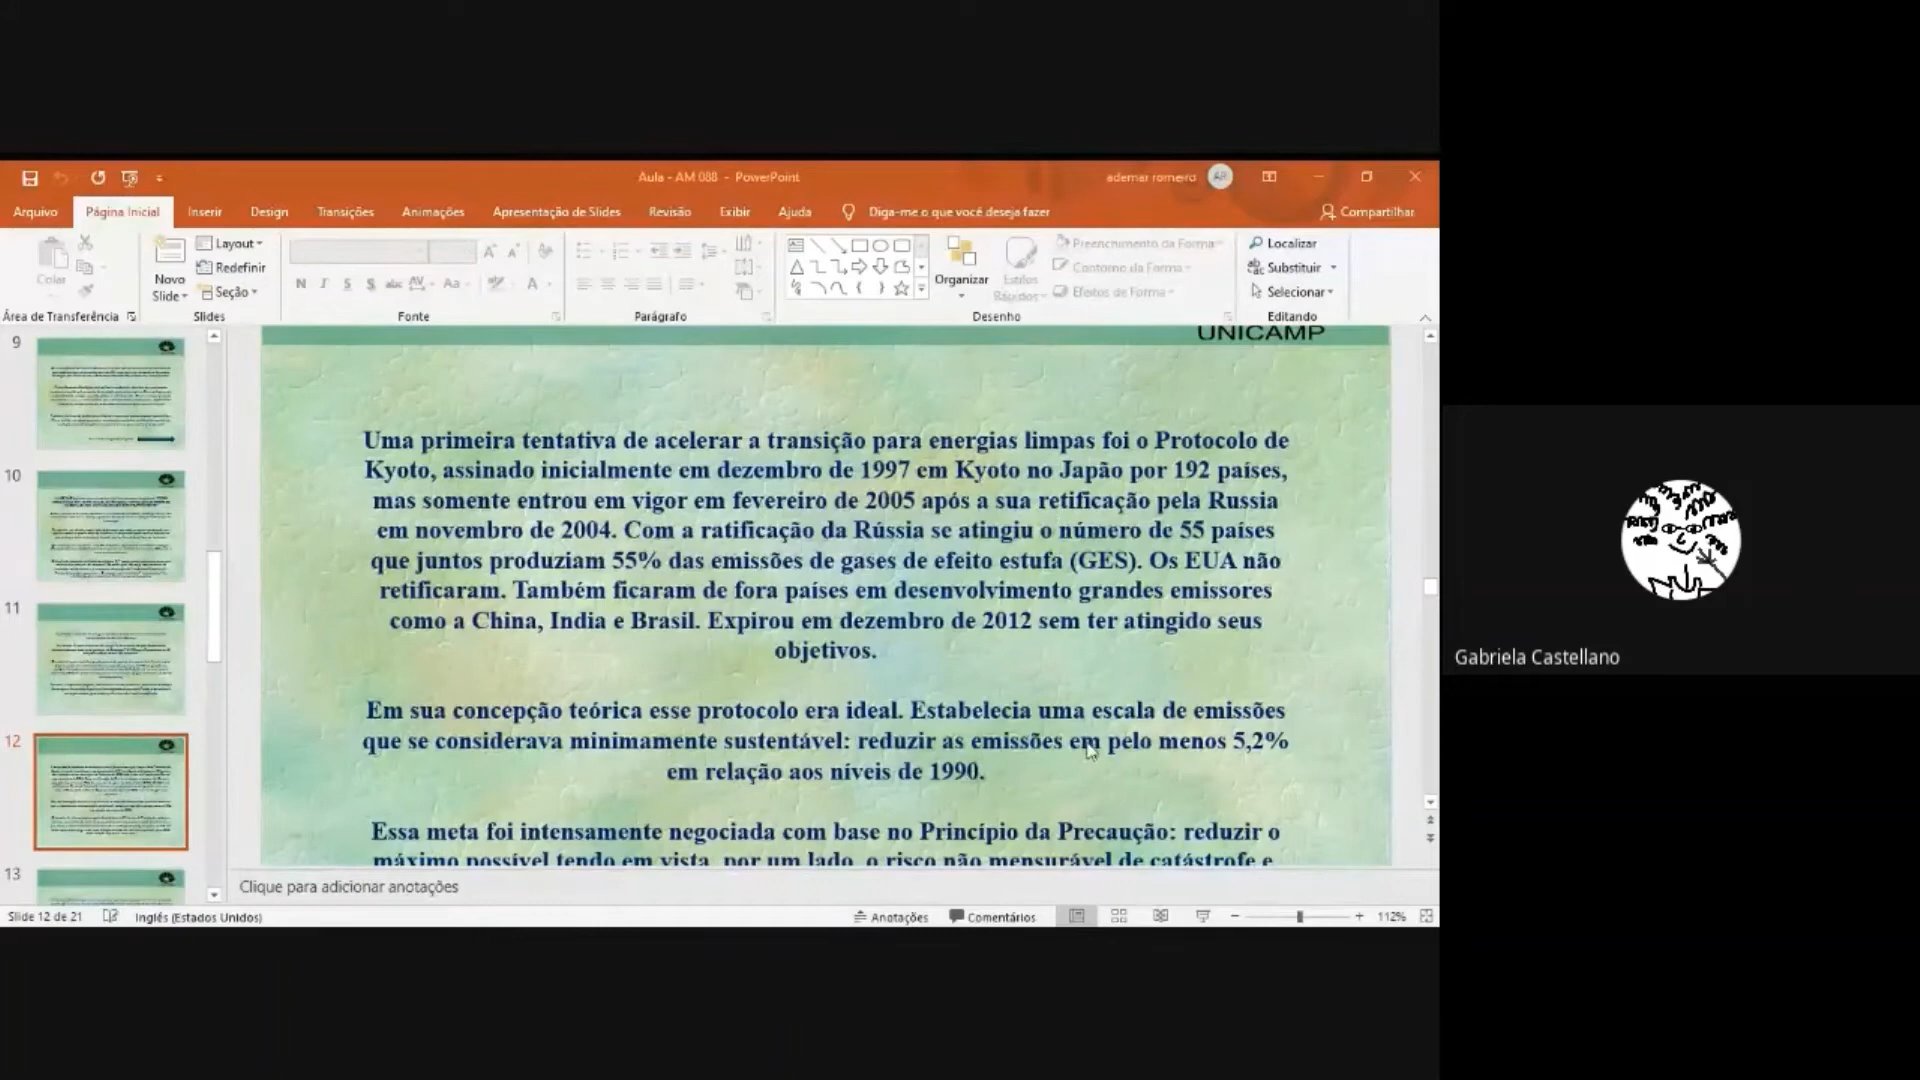 Aula - AM 088 - PowerPoint
ademar romeiro
AR
Arquivo
Página Inicial
Inserir
Design
Transições
Animações
Apresentação de Slides
Revisão
Exibir
Ajuda
Diga-me o que você deseja fazer
Compartilhar
Colar
Novo
Slide
Layout
Redefinir
Seção
N I S S abc AV Aa A
Organizar
Estilos
Rápidos
Preenchimento da Forma
Contorno da Forma
Efeitos de Forma
Localizar
Substituir
Selecionar
Área de Transferência
Slides
Fonte
Parágrafo
Desenho
Editando
9
10
11
12
13
UNICAMP
Uma primeira tentativa de acelerar a transição para energias limpas foi o Protocolo de
Kyoto, assinado inicialmente em dezembro de 1997 em Kyoto no Japão por 192 países,
mas somente entrou em vigor em fevereiro de 2005 após a sua retificação pela Russia
em novembro de 2004. Com a ratificação da Rússia se atingiu o número de 55 países
que juntos produziam 55% das emissões de gases de efeito estufa (GES). Os EUA não
retificaram. Também ficaram de fora países em desenvolvimento grandes emissores
como a China, India e Brasil. Expirou em dezembro de 2012 sem ter atingido seus
objetivos.
Em sua concepção teórica esse protocolo era ideal. Estabelecia uma escala de emissões
que se considerava minimamente sustentável: reduzir as emissões em pelo menos 5,2%
em relação aos níveis de 1990.
Essa meta foi intensamente negociada com base no Princípio da Precaução: reduzir o
máximo possível tendo em vista, por um lado, o risco não mensurável de catástrofe e
Clique para adicionar anotações
Slide 12 de 21
Inglês (Estados Unidos)
Anotações
Comentários
112%
Gabriela Castellano